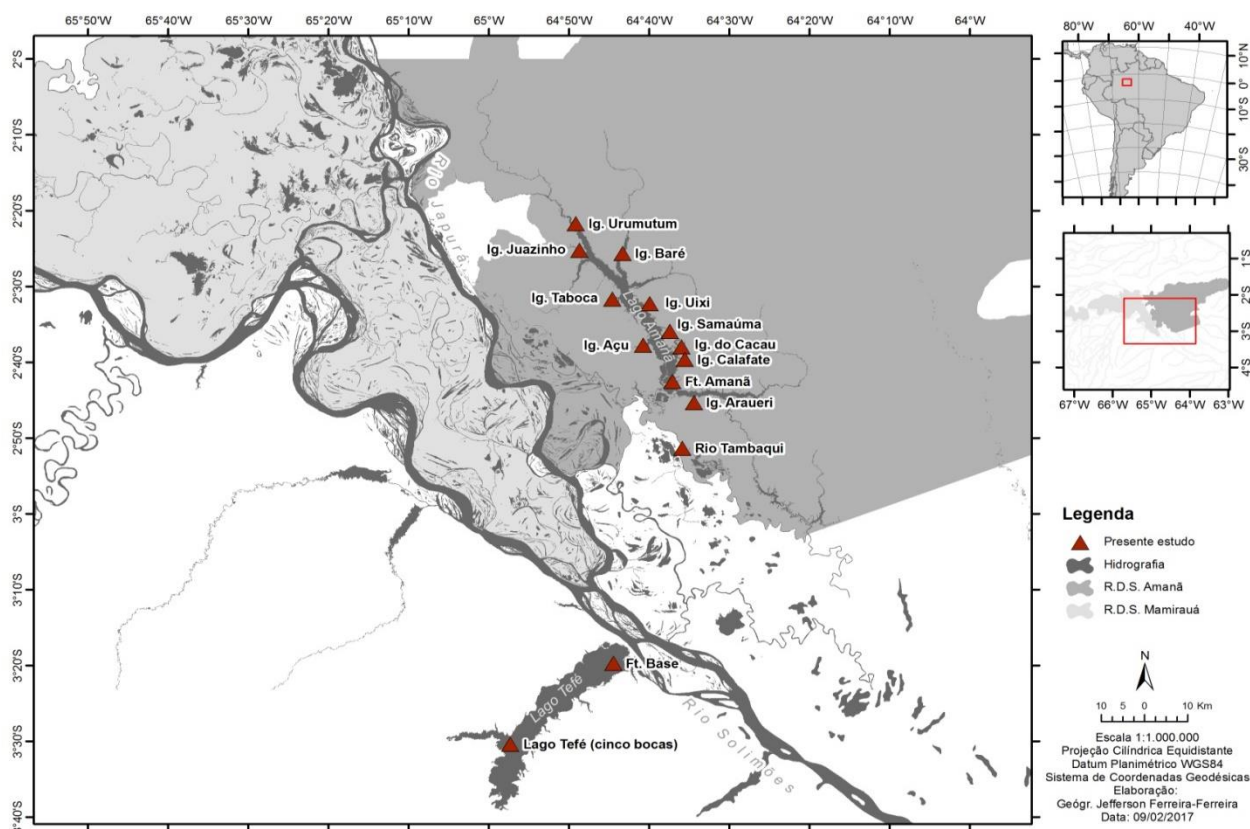 65°50'O 65°40'O 65°30'O 65°20'O 65°10'O 65°O 64°50'O 64°40'O 64°30'O 64°20'O 64°10'O 64°O
2°S
2°10'S
2°20'S
2°30'S
2°40'S
2°50'S
3°S
3°10'S
3°20'S
3°30'S
3°40'S
Rio Japurá
Ig. Urumutum
Ig. Juazinho
Ig. Baré
Ig. Taboca
Ig. Uixi
Lago Amanã
Ig. Samaúma
Ig. Açu
Ig. do Cacau
Ig. Calafate
Ft. Amanã
Ig. Araueri
Rio Tambaqui
Ft. Base
Lago Tefé
Lago Tefé (cinco bocas)
Rio Solimões
80°W 60°W 40°W
10°N
0°
10°S
20°S
30°S
1°S
2°S
3°S
4°S
67°W 66°W 65°W 64°W 63°W
Legenda
Presente estudo
Hidrografia
R.D.S. Amanã
R.D.S. Mamirauá
N
10 5 0 10 Km
Escala 1:1.000.000
Projeção Cilíndrica Equidistante
Datum Planimétrico WGS84
Sistema de Coordenadas Geodésicas
Elaboração:
Geógr. Jefferson Ferreira-Ferreira
Data: 09/02/2017